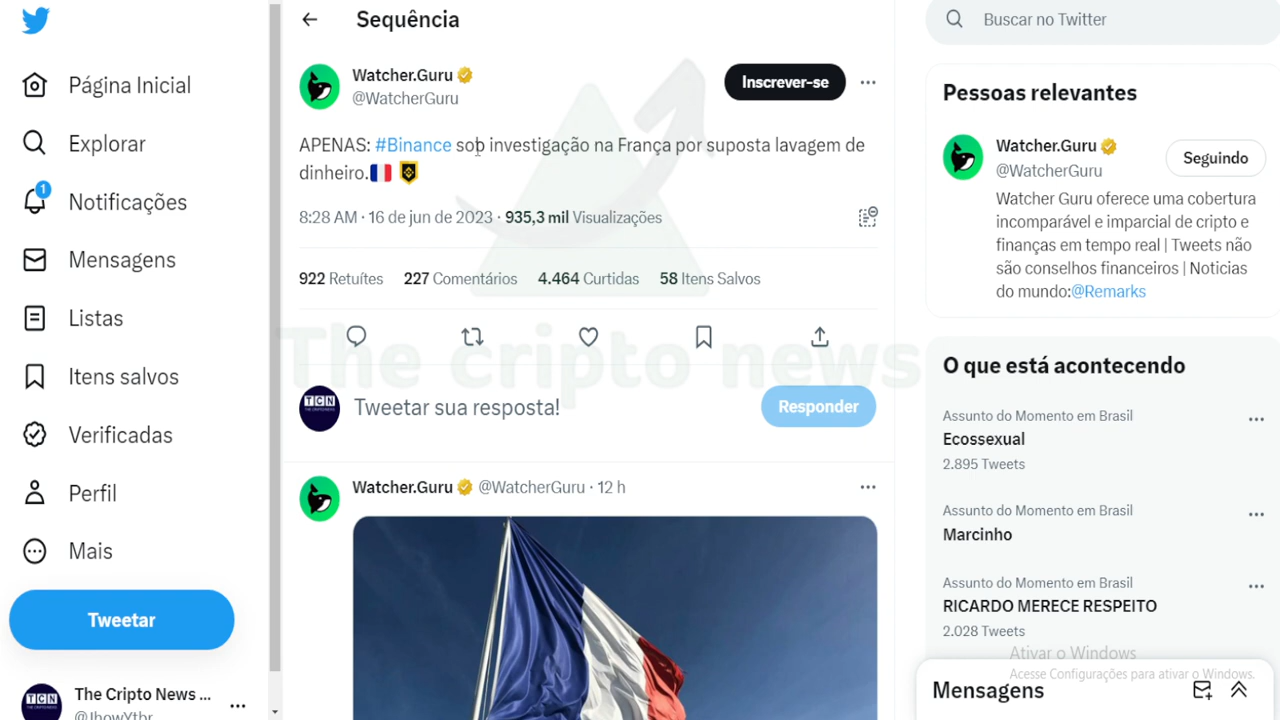 Sequência
Buscar no Twitter
Página Inicial
Explorar
1
Notificações
Mensagens
Listas
Itens salvos
Verificadas
Perfil
Mais
Tweetar
The Cripto News ...
@JhowYtbr
Watcher.Guru
@WatcherGuru
Inscrever-se
APENAS: #Binance sob investigação na França por suposta lavagem de
dinheiro.
8:28 AM · 16 de jun de 2023 · 935,3 mil Visualizações
922 Retuítes 227 Comentários 4.464 Curtidas 58 Itens Salvos
The cripto news
TCN
Tweetar sua resposta!
Responder
Watcher.Guru @WatcherGuru · 12 h
Pessoas relevantes
Watcher.Guru
@WatcherGuru
Seguindo
Watcher Guru oferece uma cobertura
incomparável e imparcial de cripto e
finanças em tempo real | Tweets não
são conselhos financeiros | Noticias
do mundo:@Remarks
O que está acontecendo
Assunto do Momento em Brasil
Ecossexual
2.895 Tweets
Assunto do Momento em Brasil
Marcinho
Assunto do Momento em Brasil
RICARDO MERECE RESPEITO
2.028 Tweets
Ativar o Windows
Acesse Configurações para ativar o Windows.
Mensagens
TCN